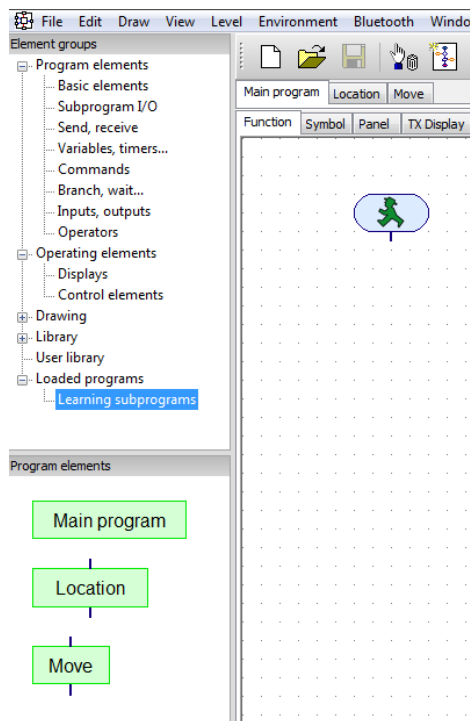 File Edit Draw View Level Environment Bluetooth Windo
Element groups
Program elements
Basic elements
Subprogram I/O
Send, receive
Variables, timers...
Commands
Branch, wait...
Inputs, outputs
Operators
Operating elements
Displays
Control elements
Drawing
Library
User library
Loaded programs
Learning subprograms
Main program Location Move
Function Symbol Panel TX Display
Program elements
Main program
Location
Move